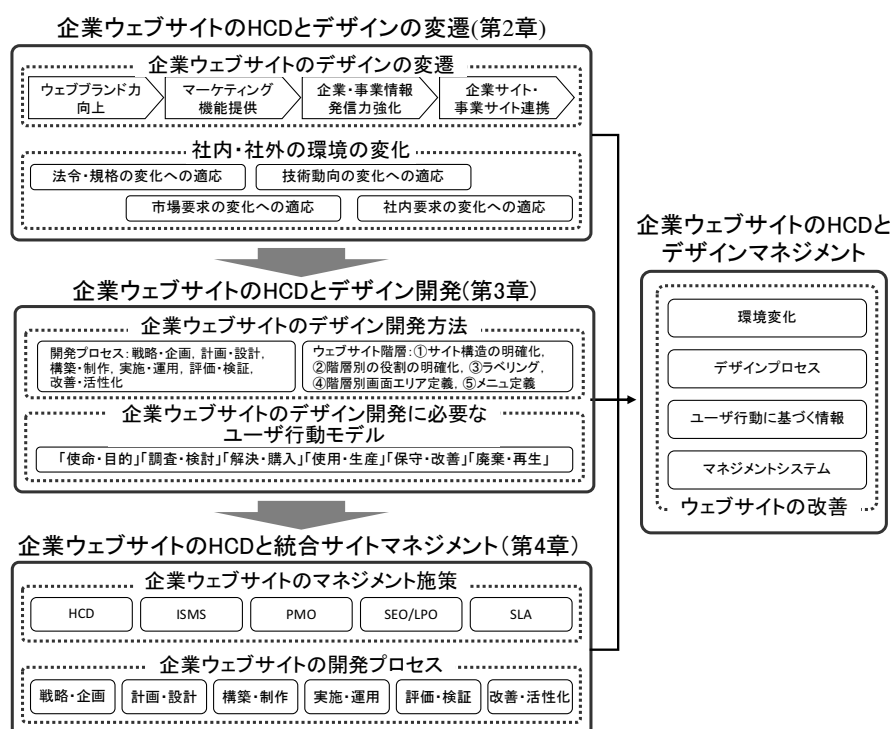 企業ウェブサイトのHCDとデザインの変遷(第2章)
企業ウェブサイトのデザインの変遷
ウェブブランド力
向上
マーケティング
機能提供
企業・事業情報
発信力強化
企業サイト・
事業サイト連携
社内・社外の環境の変化
法令・規格の変化への適応
技術動向の変化への適応
市場要求の変化への適応
社内要求の変化への適応
企業ウェブサイトのHCDとデザイン開発(第3章)
企業ウェブサイトのデザイン開発方法
開発プロセス：戦略・企画, 計画・設計,
構築・制作, 実施・運用, 評価・検証,
改善・活性化
ウェブサイト階層：①サイト構造の明確化,
②階層別の役割の明確化, ③ラベリング,
④階層別画面エリア定義, ⑤メニュ定義
企業ウェブサイトのデザイン開発に必要な
ユーザ行動モデル
「使命・目的」「調査・検討」「解決・購入」「使用・生産」「保守・改善」「廃棄・再生」
企業ウェブサイトのHCDと統合サイトマネジメント(第4章)
企業ウェブサイトのマネジメント施策
HCD
ISMS
PMO
SEO/LPO
SLA
企業ウェブサイトの開発プロセス
戦略・企画
計画・設計
構築・制作
実施・運用
評価・検証
改善・活性化
企業ウェブサイトのHCDと
デザインマネジメント
環境変化
デザインプロセス
ユーザ行動に基づく情報
マネジメントシステム
ウェブサイトの改善